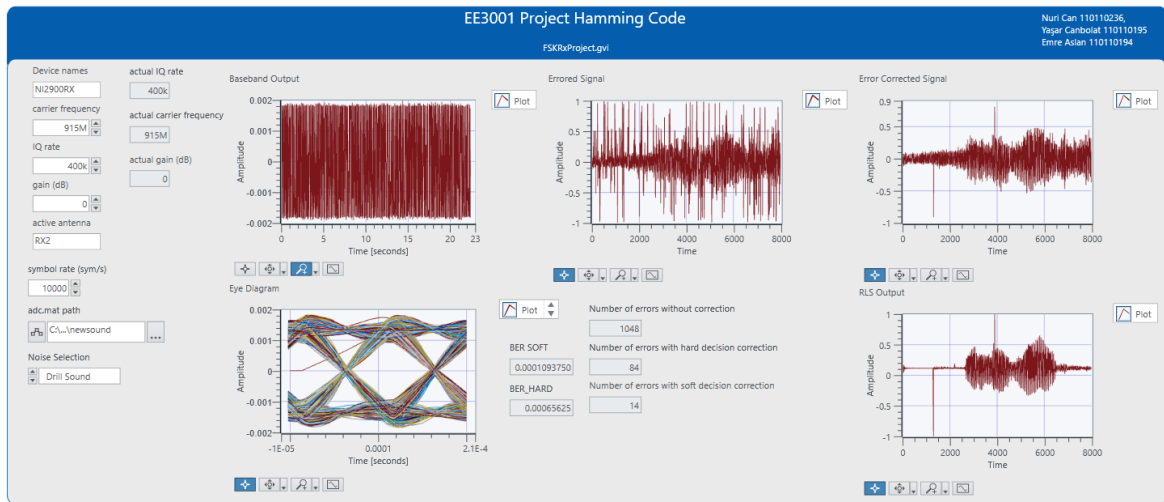 EE3001 Project Hamming Code
FSKRxProject.gvi
Nuri Can 110110236,
Yaşar Canbolat 110110195
Emre Aslan 110110194
Device names
NI2900RX
carrier frequency
915M
IQ rate
400k
gain (dB)
0
active antenna
RX2
symbol rate (sym/s)
10000
adc,mat path
C:\...\newsound
...
Noise Selection
Drill Sound
actual IQ rate
400k
actual carrier frequency
915M
actual gain (dB)
0
Baseband Output
Plot
Amplitude
0.002
0.001
0
-0.001
-0.002
0 5 10 15 20 23
Time [seconds]
Errored Signal
Plot
Amplitude
1
0.5
0
-0.5
-1
0 2000 4000 6000 8000
Time
Error Corrected Signal
Plot
Amplitude
0.9
0.5
0
-0.5
-1
0 2000 4000 6000 8000
Time
Eye Diagram
Plot
Amplitude
0.002
0.001
0
-0.001
-0.002
-1E-05 0.0001 2.1E-4
Time [seconds]
BER SOFT
0.0001093750
BER_HARD
0.00065625
Number of errors without correction
1048
Number of errors with hard decision correction
84
Number of errors with soft decision correction
14
RLS Output
Plot
Amplitude
1
0.5
0
-0.5
-1
0 2000 4000 6000 8000
Time